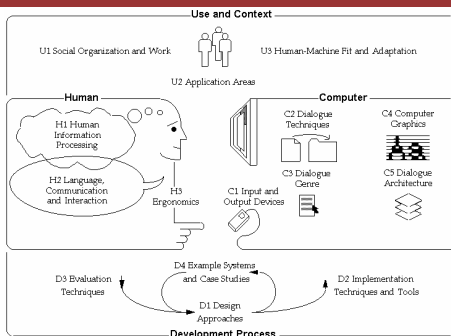 Use and Context
U1 Social Organization and Work
U3 Human-Machine Fit and Adaptation
U2 Application Areas
Human
Computer
H1 Human
Information
Processing
H2 Language,
Communication
and Interaction
H3
Ergonomics
C2 Dialogue
Techniques
C4 Computer
Graphics
C3 Dialogue
Genre
C1 Input and
Output Devices
C5 Dialogue
Architecture
D3 Evaluation
Techniques
D4 Example Systems
and Case Studies
D1 Design
Approaches
D2 Implementation
Techniques and Tools
Development Process